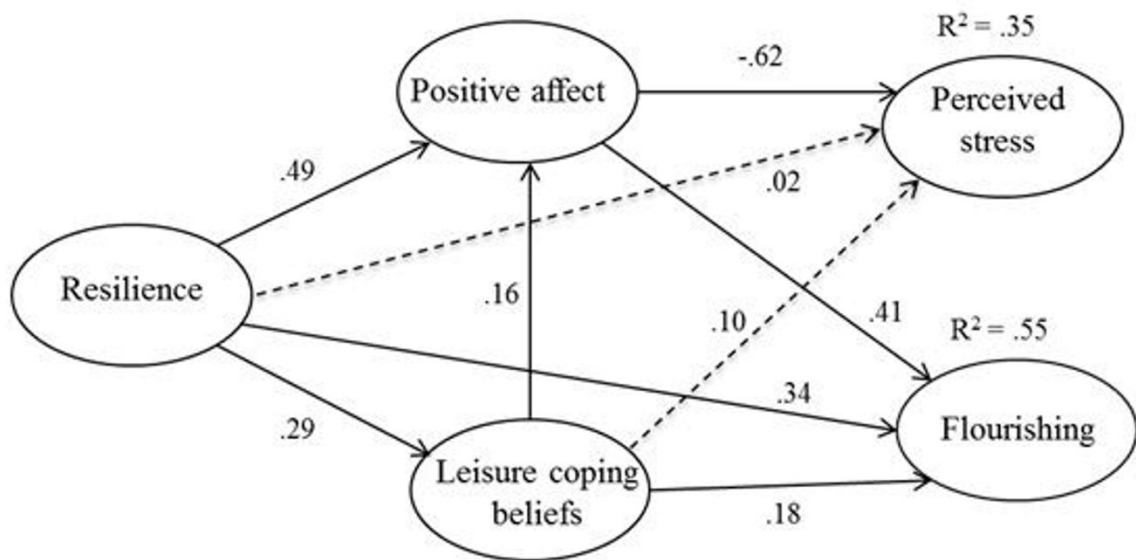 R² = .35
Positive affect
-.62
Perceived
stress
.49
.02
Resilience
.16
.10
.41
R² = .55
.34
.29
Flourishing
Leisure coping
beliefs
.18